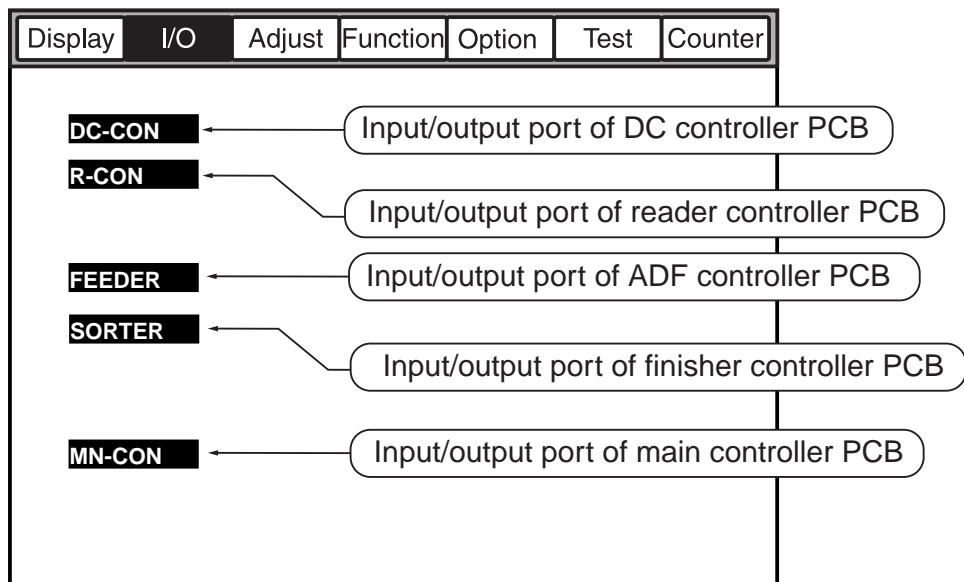 Display I/O Adjust Function Option Test Counter
DC-CON Input/output port of DC controller PCB
R-CON
Input/output port of reader controller PCB
FEEDER Input/output port of ADF controller PCB
SORTER
Input/output port of finisher controller PCB
MN-CON Input/output port of main controller PCB